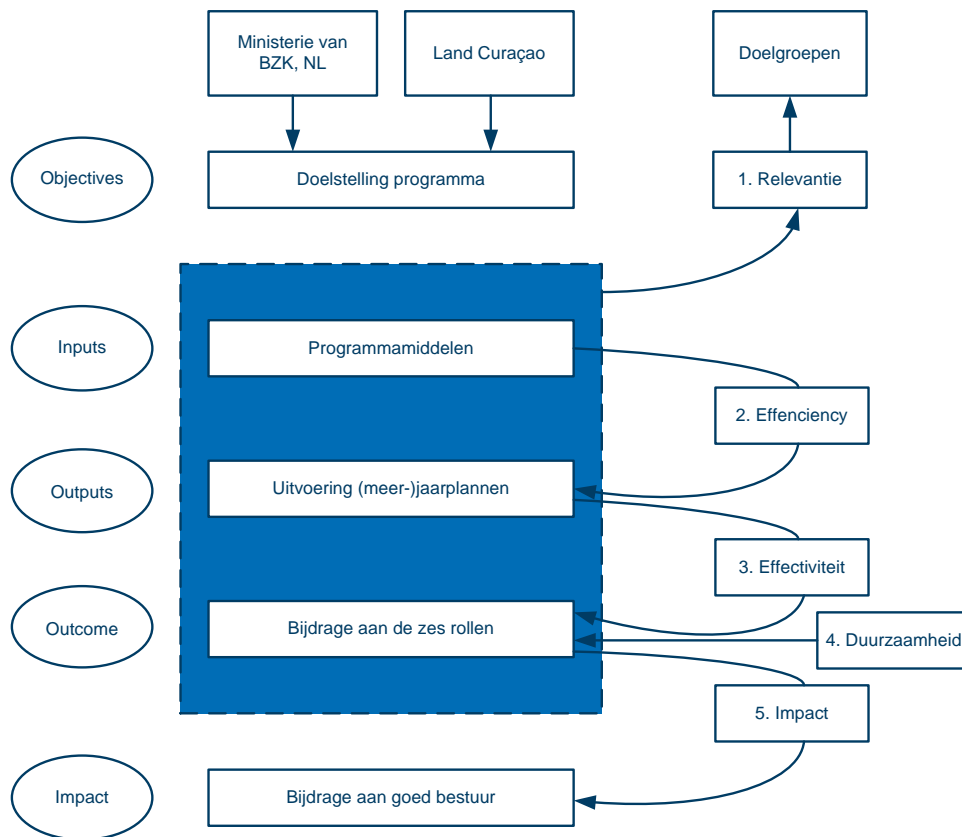 Ministerie van
BZK, NL
Land Curaçao
Doelgroepen
Objectives
Doelstelling programma
1. Relevantie
Inputs
Programmamiddelen
2. Effenciency
Outputs
Uitvoering (meer-)jaarplannen
3. Effectiviteit
Outcome
Bijdrage aan de zes rollen
4. Duurzaamheid
5. Impact
Impact
Bijdrage aan goed bestuur